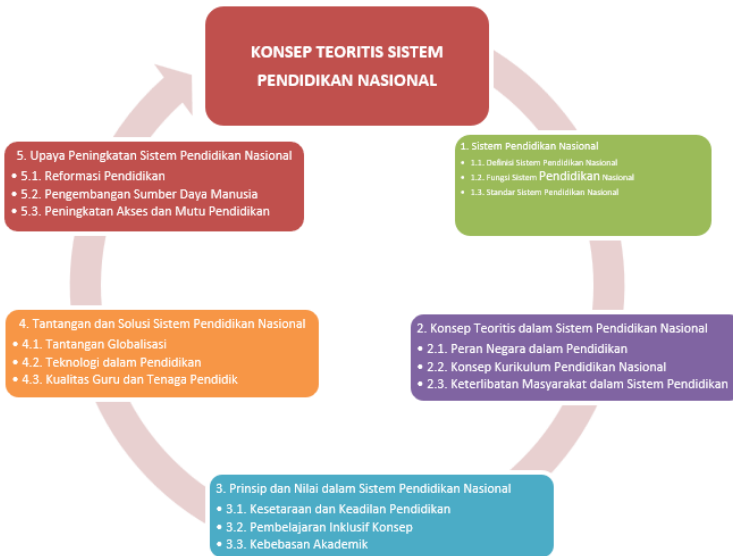 KONSEP TEORITIS SISTEM
PENDIDIKAN NASIONAL
1. Sistem Pendidikan Nasional
• 1.1. Definisi Sistem Pendidikan Nasional
• 1.2. Fungsi Sistem Pendidikan Nasional
• 1.3. Standar Sistem Pendidikan Nasional
2. Konsep Teoritis dalam Sistem Pendidikan Nasional
• 2.1. Peran Negara dalam Pendidikan
• 2.2. Konsep Kurikulum Pendidikan Nasional
• 2.3. Keterlibatan Masyarakat dalam Sistem Pendidikan
3. Prinsip dan Nilai dalam Sistem Pendidikan Nasional
• 3.1. Kesetaraan dan Keadilan Pendidikan
• 3.2. Pembelajaran Inklusif Konsep
• 3.3. Kebebasan Akademik
4. Tantangan dan Solusi Sistem Pendidikan Nasional
• 4.1. Tantangan Globalisasi
• 4.2. Teknologi dalam Pendidikan
• 4.3. Kualitas Guru dan Tenaga Pendidik
5. Upaya Peningkatan Sistem Pendidikan Nasional
• 5.1. Reformasi Pendidikan
• 5.2. Pengembangan Sumber Daya Manusia
• 5.3. Peningkatan Akses dan Mutu Pendidikan